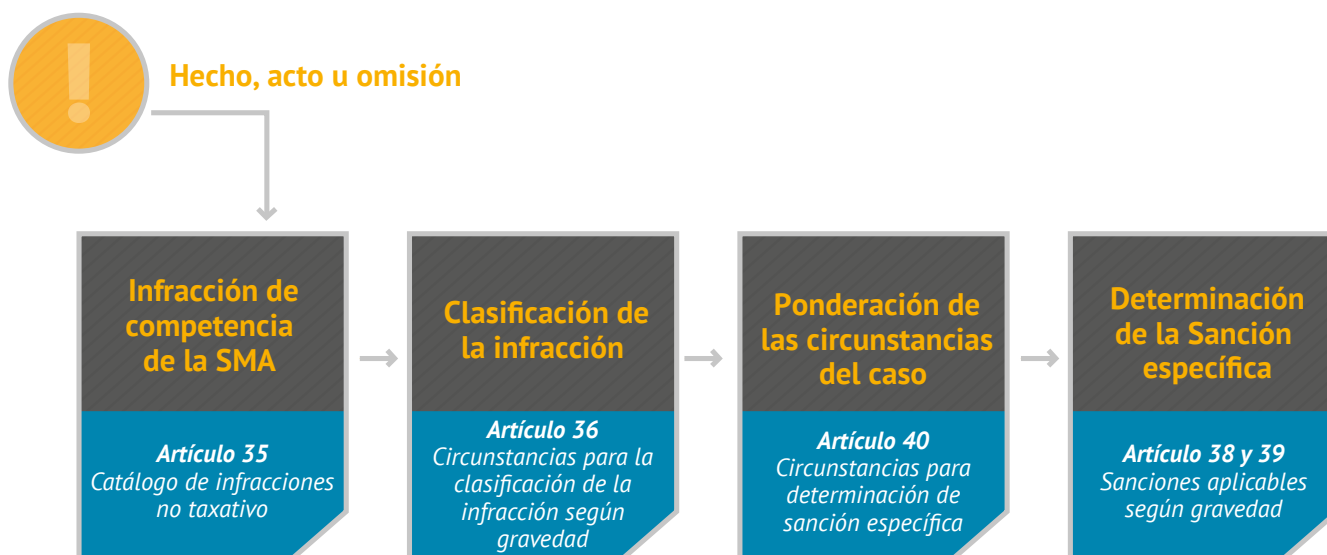 !
Hecho, acto u omisión
Infracción de
competencia
de la SMA
Artículo 35
Catálogo de infracciones
no taxativo
Clasificación de
la infracción
Artículo 36
Circunstancias para la
clasificación de la
infracción según
gravedad
Ponderación de
las circunstancias
del caso
Artículo 40
Circunstancias para
determinación de
sanción específica
Determinación
de la Sanción
específica
Artículo 38 y 39
Sanciones aplicables
según gravedad